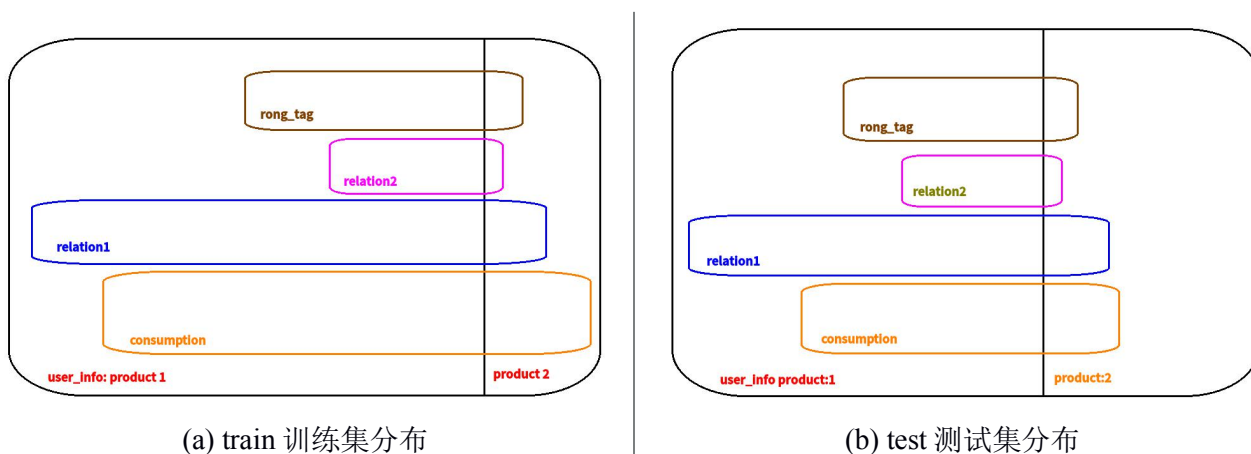 rong_tag
relation2
relation1
consumption
user_info: product 1
product 2
(a) train 训练集分布
rong_tag
relation2
relation1
consumption
user_info product:1
product:2
(b) test 测试集分布